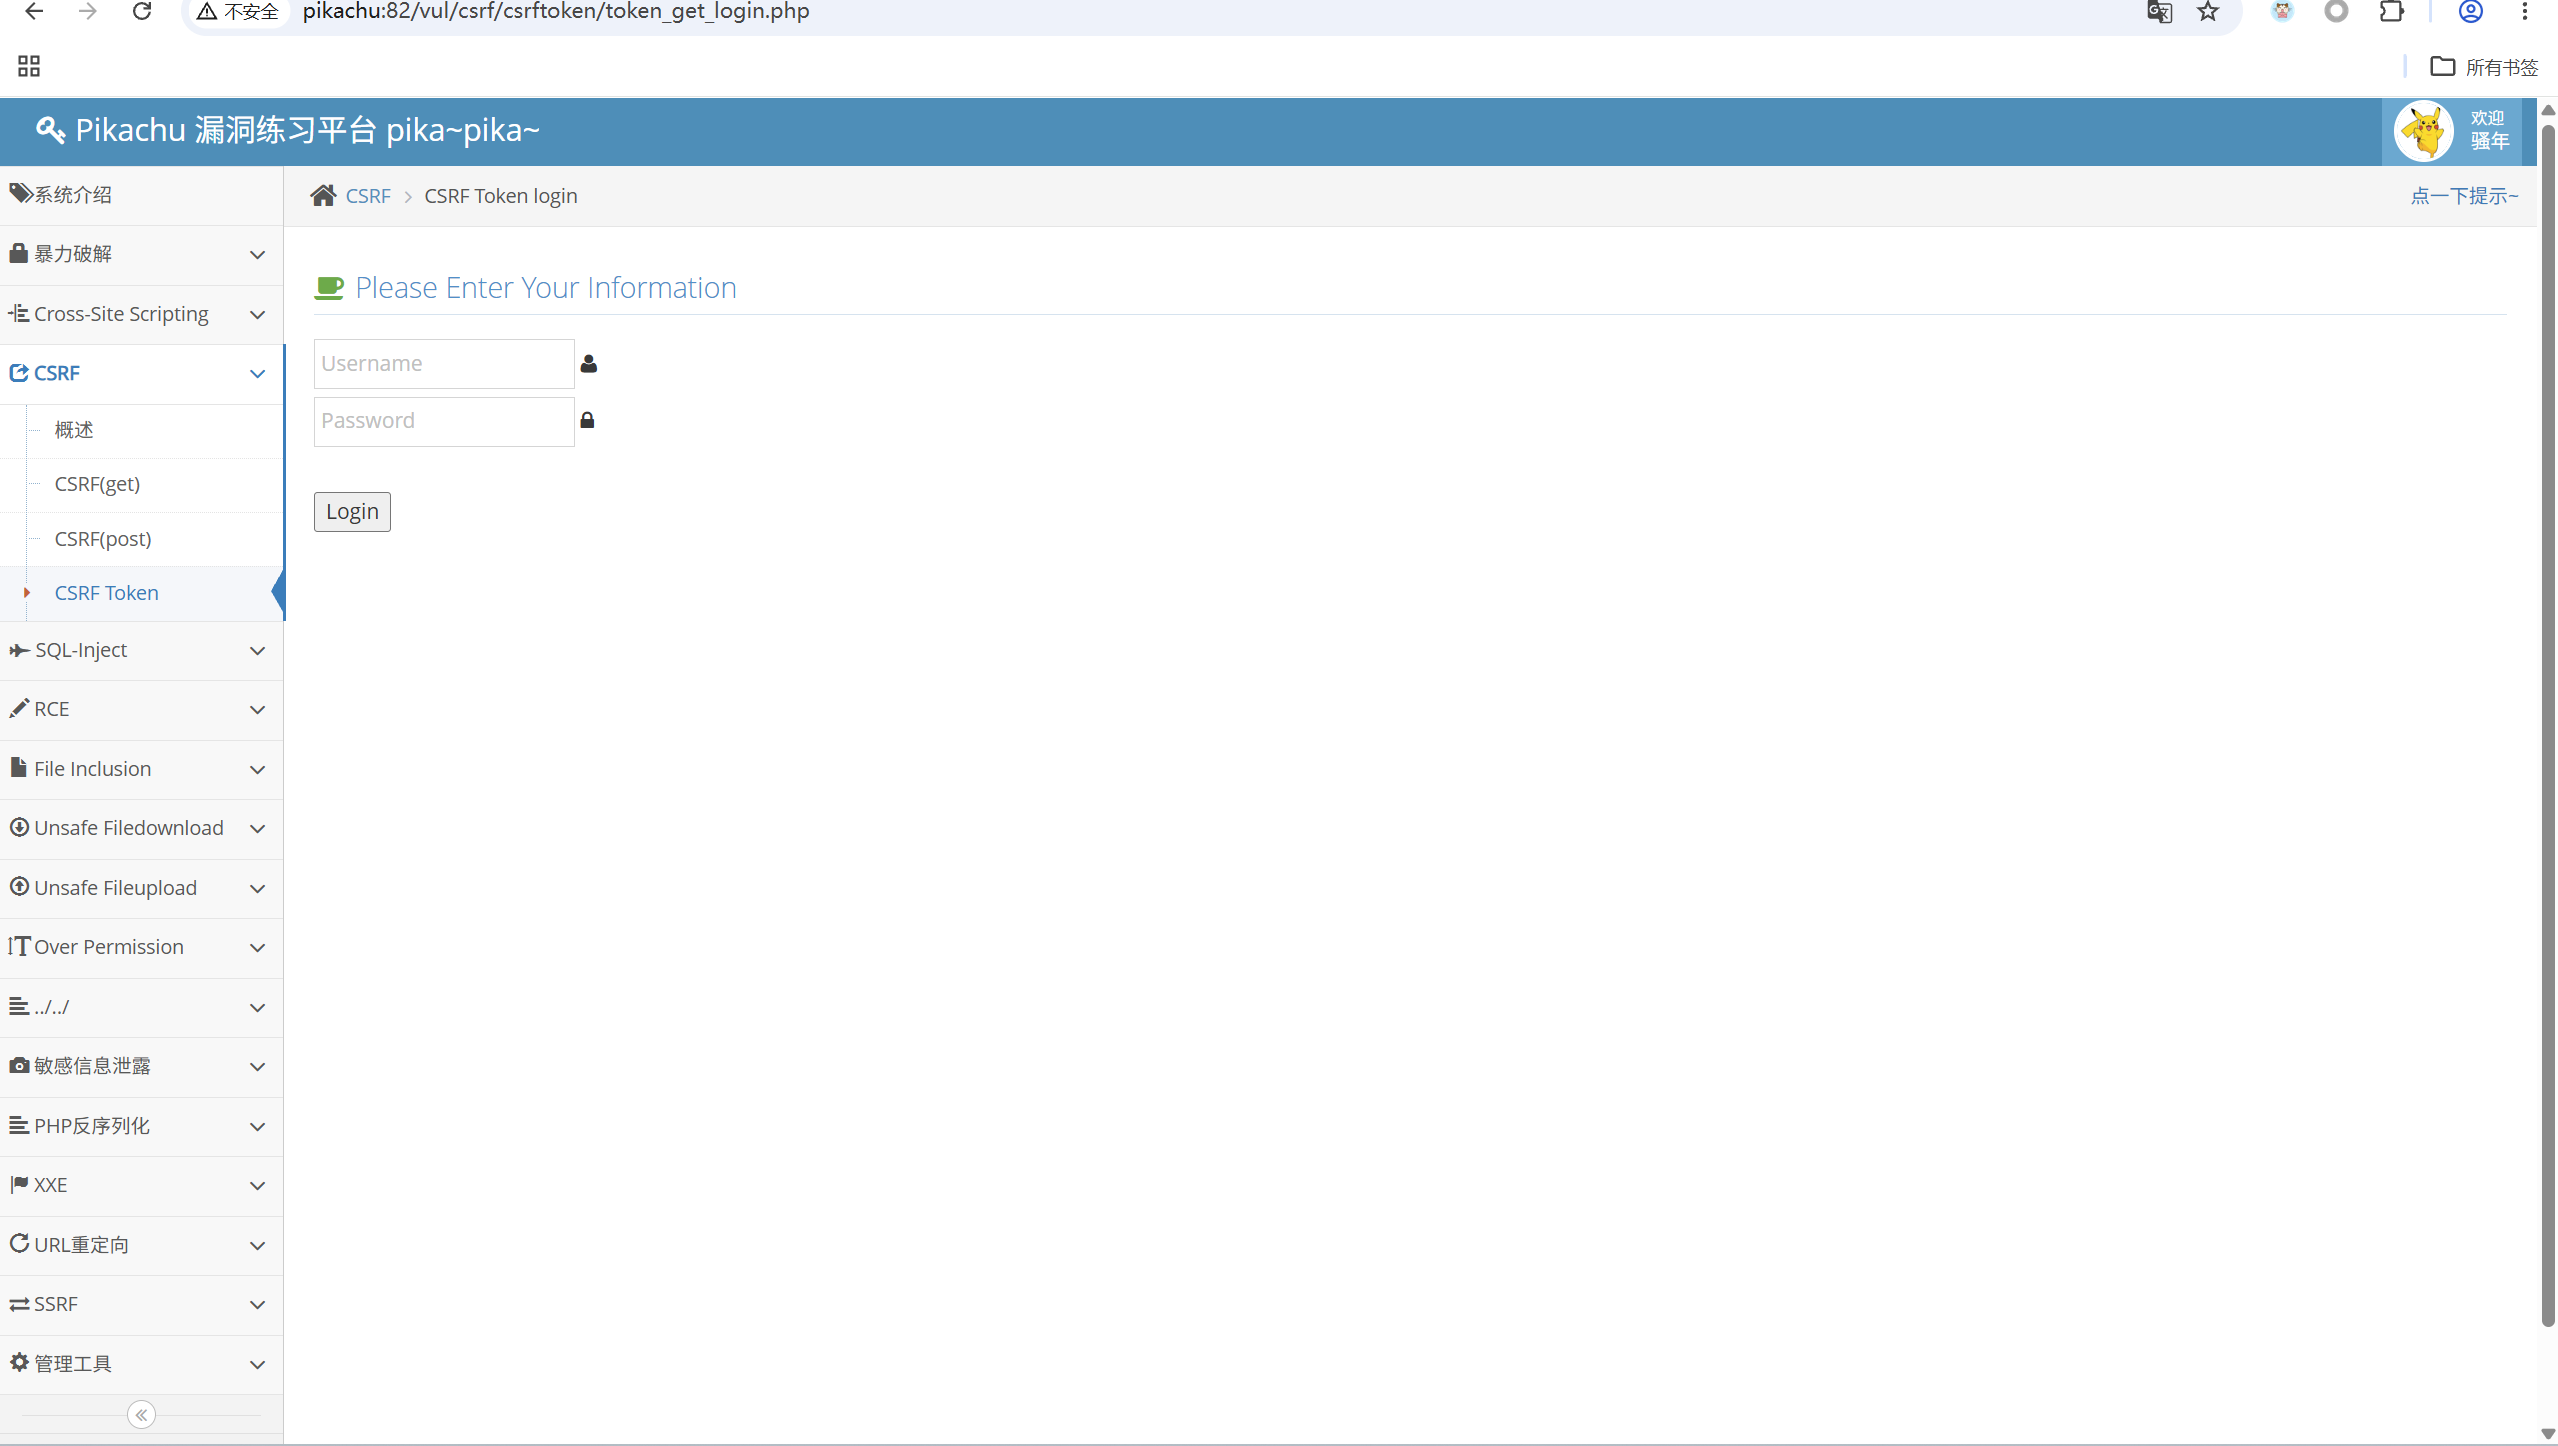 不安全 pikachu:82/vul/csrf/csrftoken/token_get_login.php
所有书签
Pikachu 漏洞练习平台 pika~pika~
欢迎
骚年
系统介绍
CSRF > CSRF Token login
点一下提示~
暴力破解
Cross-Site Scripting
CSRF
概述
CSRF(get)
CSRF(post)
CSRF Token
SQL-Inject
RCE
File Inclusion
Unsafe Filedownload
Unsafe Fileupload
Over Permission
../../
敏感信息泄露
PHP反序列化
XXE
URL重定向
SSRF
管理工具
Please Enter Your Information
Username
Password
Login